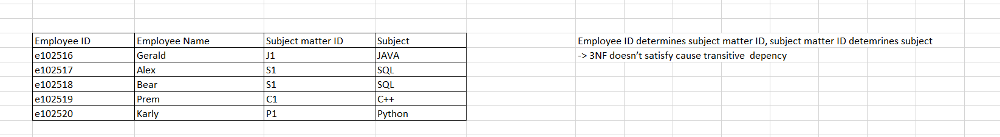 Employee ID Employee Name Subject matter ID Subject
e102516 Gerald J1 JAVA
e102517 Alex S1 SQL
e102518 Bear S1 SQL
e102519 Prem C1 C++
e102520 Karly P1 Python
Employee ID determines subject matter ID, subject matter ID detemrines subject
-> 3NF doesn’t satisfy cause transitive depency